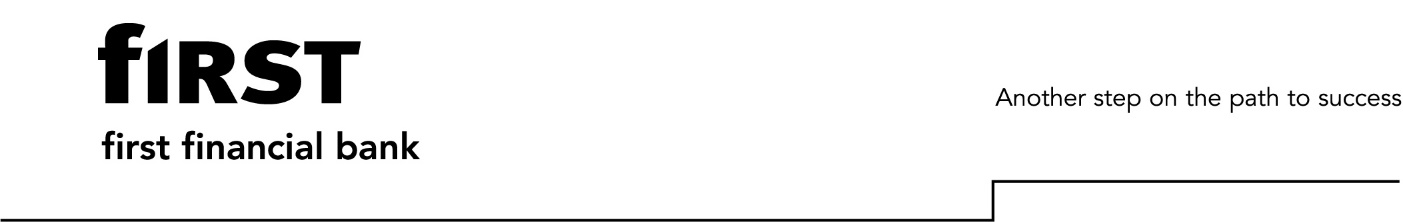 fiRST
Another step on the path to success
first financial bank